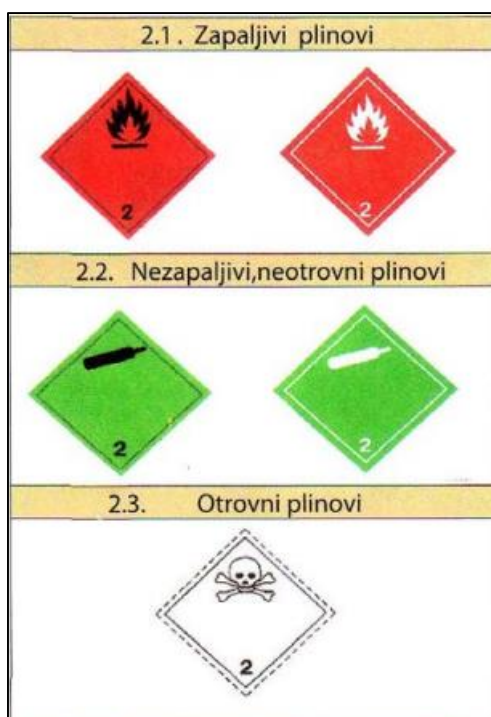 2.1 . Zapaljivi plinovi
2 2
2.2. Nezapaljivi,neotrovni plinovi
2 2
2.3. Otrovni plinovi
2